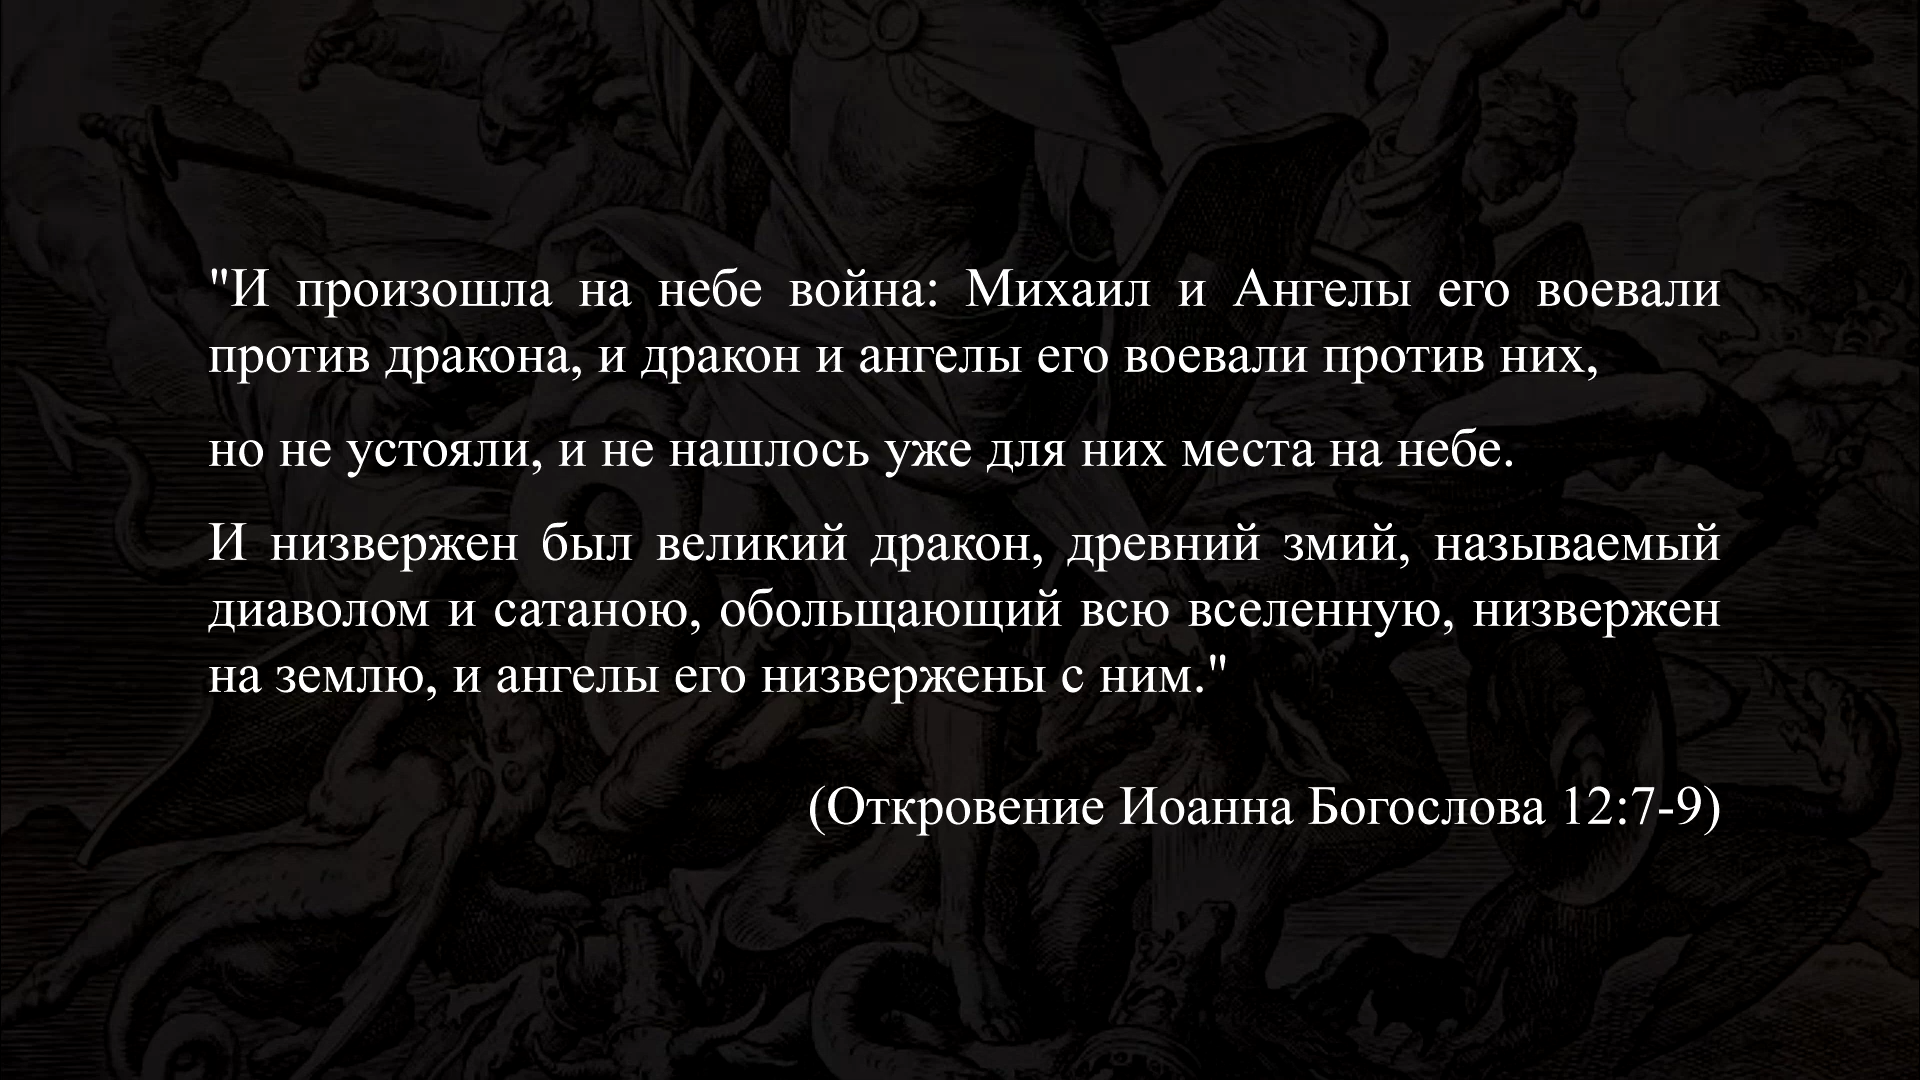 "И произошла на небе война: Михаил и Ангелы его воевали
против дракона, и дракон и ангелы его воевали против них,
но не устояли, и не нашлось уже для них места на небе.
И низвержен был великий дракон, древний змий, называемый
диаволом и сатаною, обольщающий всю вселенную, низвержен
на землю, и ангелы его низвержены с ним."
(Откровение Иоанна Богослова 12:7-9)